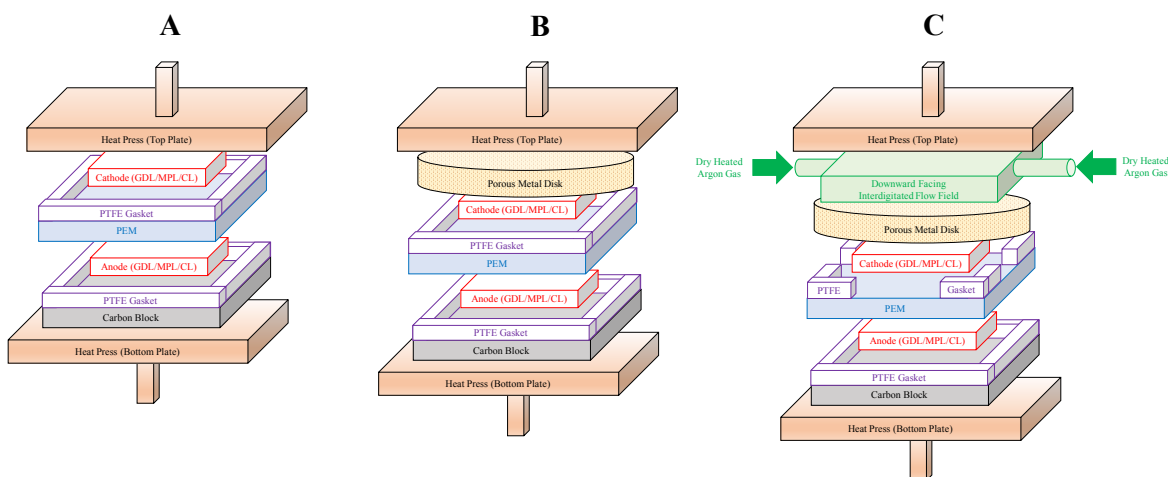 A
Heat Press (Top Plate)
Cathode (GDL/MPL/CL)
PTFE Gasket
PEM
Anode (GDL/MPL/CL)
PTFE Gasket
Carbon Block
Heat Press (Bottom Plate)
B
Heat Press (Top Plate)
Porous Metal Disk
Cathode (GDL/MPL/CL)
PTFE Gasket
PEM
Anode (GDL/MPL/CL)
PTFE Gasket
Carbon Block
Heat Press (Bottom Plate)
C
Heat Press (Top Plate)
Dry Heated
Argon Gas
Downward Facing
Interdigitated Flow Field
Dry Heated
Argon Gas
Porous Metal Disk
Cathode (GDL/MPL/CL)
PTFE
Gasket
PEM
Anode (GDL/MPL/CL)
PTFE Gasket
Carbon Block
Heat Press (Bottom Plate)